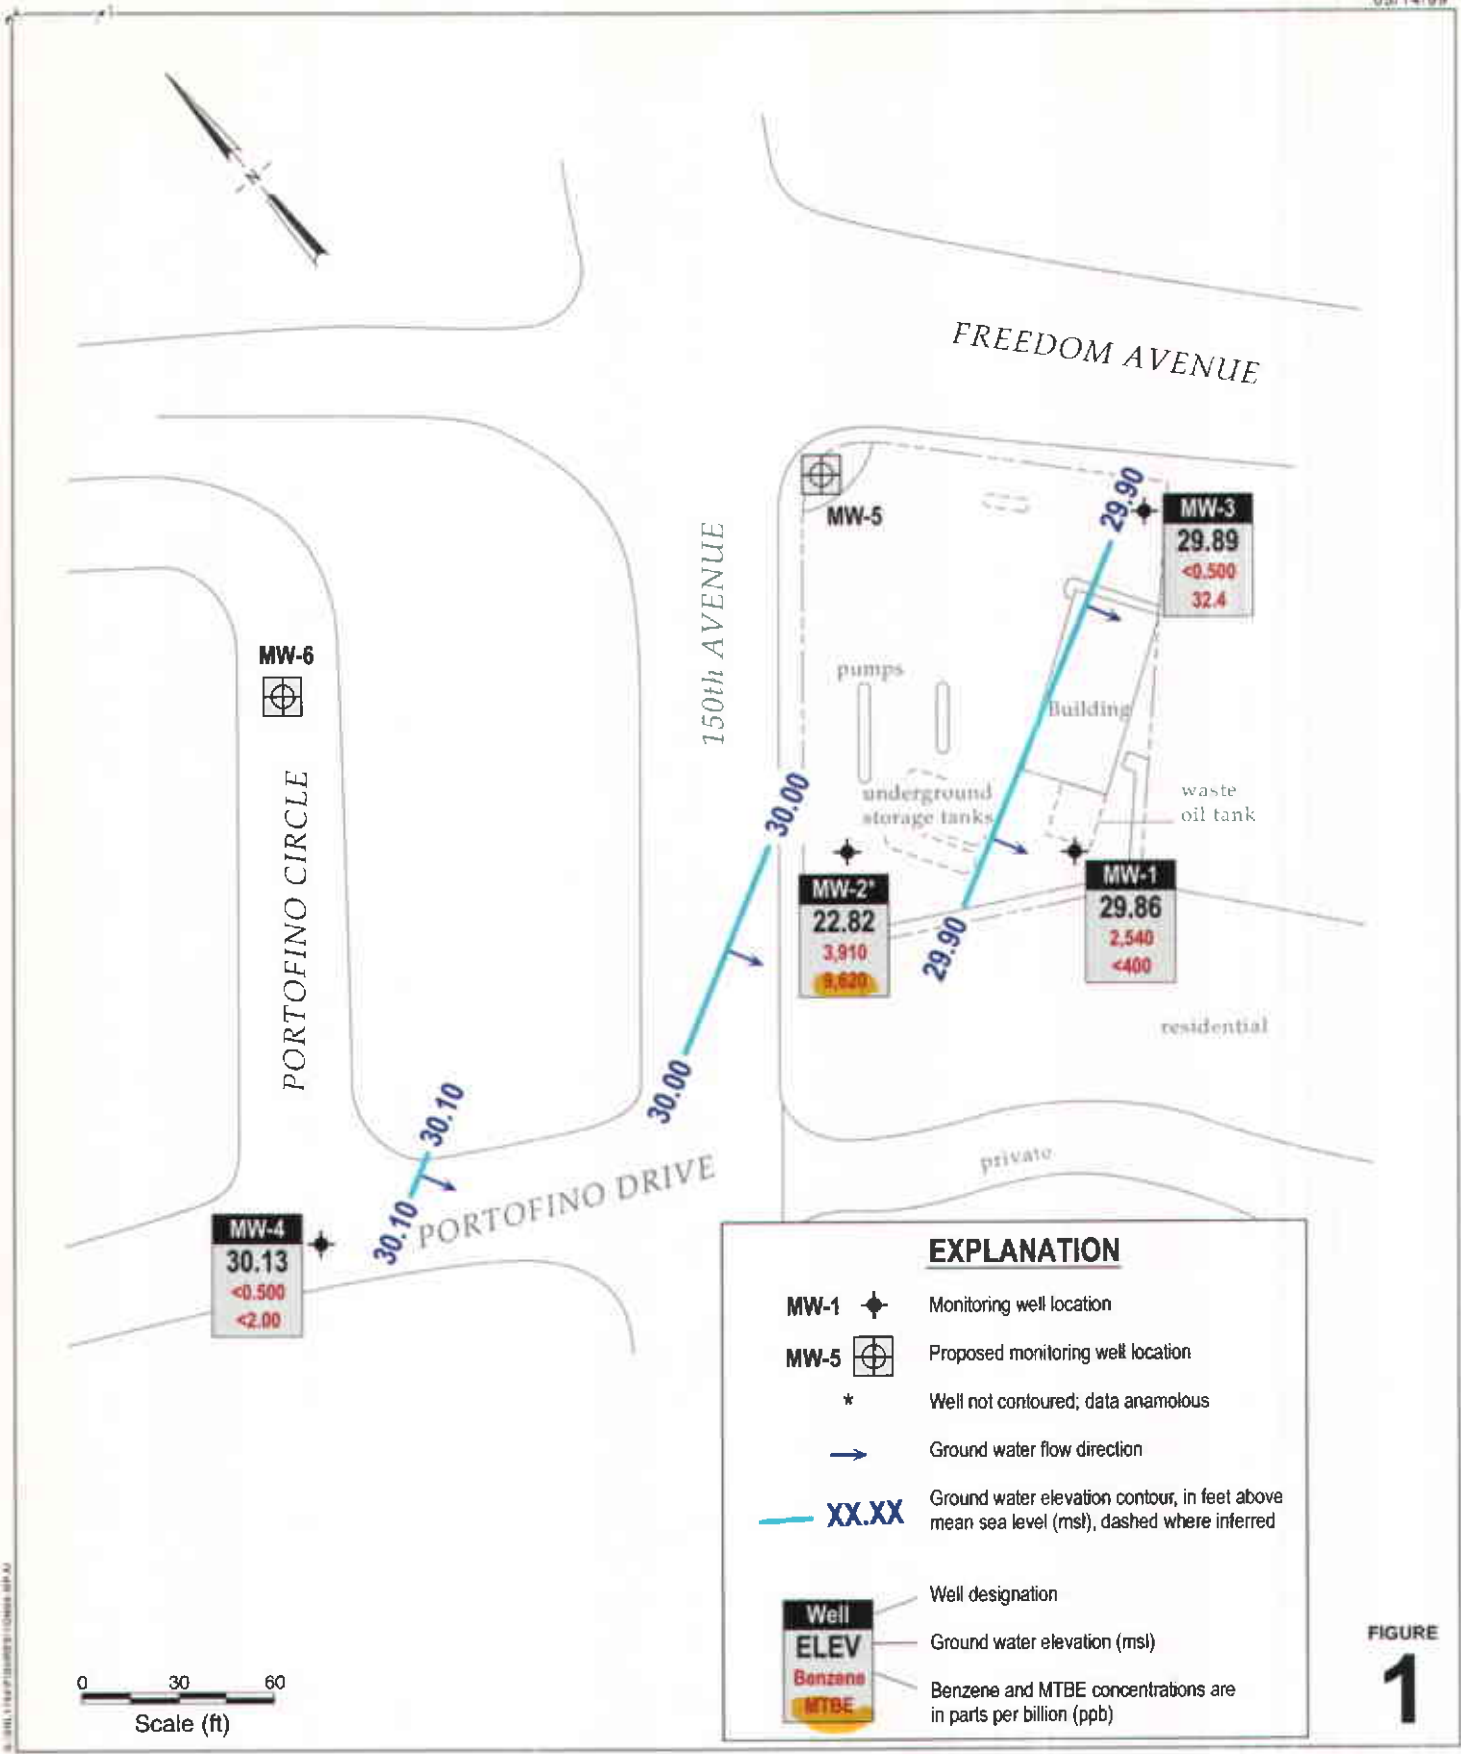 05/14/99
N
FREEDOM AVENUE
29.90
MW-3
29.89
<0.500
32.4
MW-5
150th AVENUE
MW-6
pumps
Building
underground
storage tanks
waste
oil tank
30.00
PORTOFINO CIRCLE
MW-2*
22.82
3,910
9,620
29.90
MW-1
29.86
2,540
<400
residential
30.00
30.10
private
30.10
PORTOFINO DRIVE
MW-4
30.13
<0.500
<2.00
EXPLANATION
MW-1 Monitoring well location
MW-5 Proposed monitoring well location
* Well not contoured; data anamolous
Ground water flow direction
XX.XX Ground water elevation contour, in feet above
mean sea level (msl), dashed where inferred
Well Well designation
ELEV Ground water elevation (msl)
Benzene Benzene and MTBE concentrations are
MTBE in parts per billion (ppb)
0 30 60
Scale (ft)
FIGURE
1